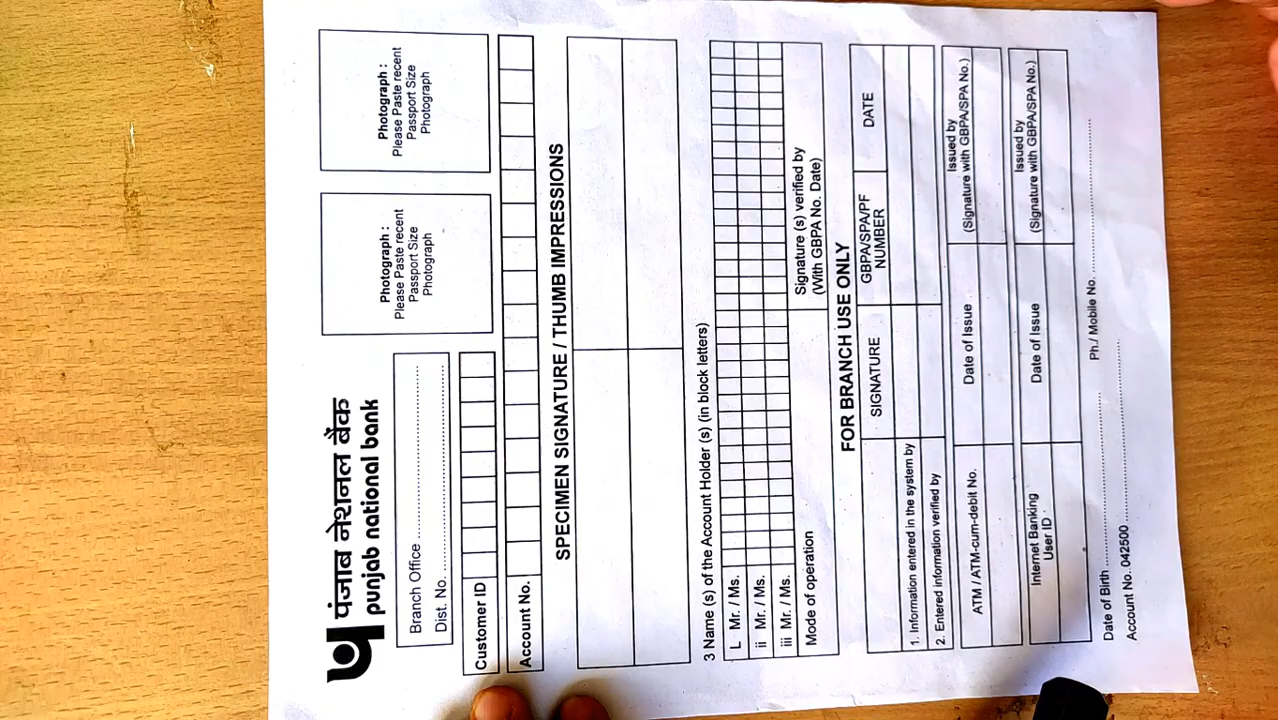 पंजाब नैशनल बैंक
punjab national bank
Branch Office
Dist. No.
Photograph :
Please Paste recent
Passport Size
Photograph
Photograph :
Please Paste recent
Passport Size
Photograph
Customer ID
Account No.
SPECIMEN SIGNATURE / THUMB IMPRESSIONS
3 Name (s) of the Account Holder (s) (in block letters)
L Mr. / Ms.
ii Mr. / Ms.
iii Mr. / Ms.
Mode of operation
Signature (s) verified by
(With GBPA No. Date)
FOR BRANCH USE ONLY
SIGNATURE
GBPA/SPA/PF
NUMBER
DATE
1. Information entered in the system by
2. Entered information verified by
ATM / ATM-cum-debit No.
Date of Issue
Issued by
(Signature with GBPA/SPA No.)
Internet Banking
User ID
Date of Issue
Issued by
(Signature with GBPA/SPA No.)
Date of Birth ........................................ Ph./ Mobile No. ........................................
Account No. 042500 ........................................